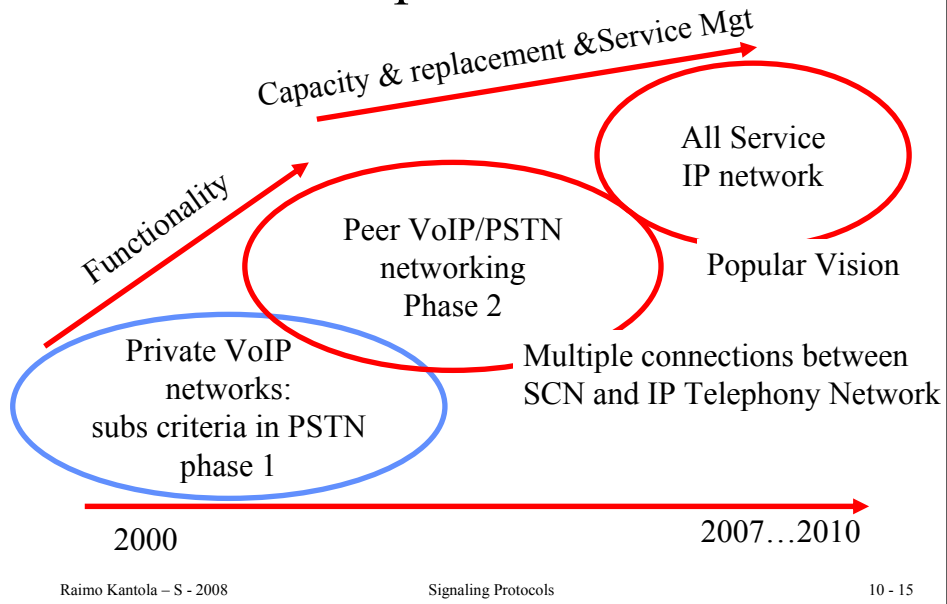 Capacity & replacement &Service Mgt
Functionality
All Service
IP network
Popular Vision
Peer VoIP/PSTN
networking
Phase 2
Multiple connections between
SCN and IP Telephony Network
Private VoIP
networks:
subs criteria in PSTN
phase 1
2000
2007…2010
Raimo Kantola – S - 2008
Signaling Protocols
10 - 15